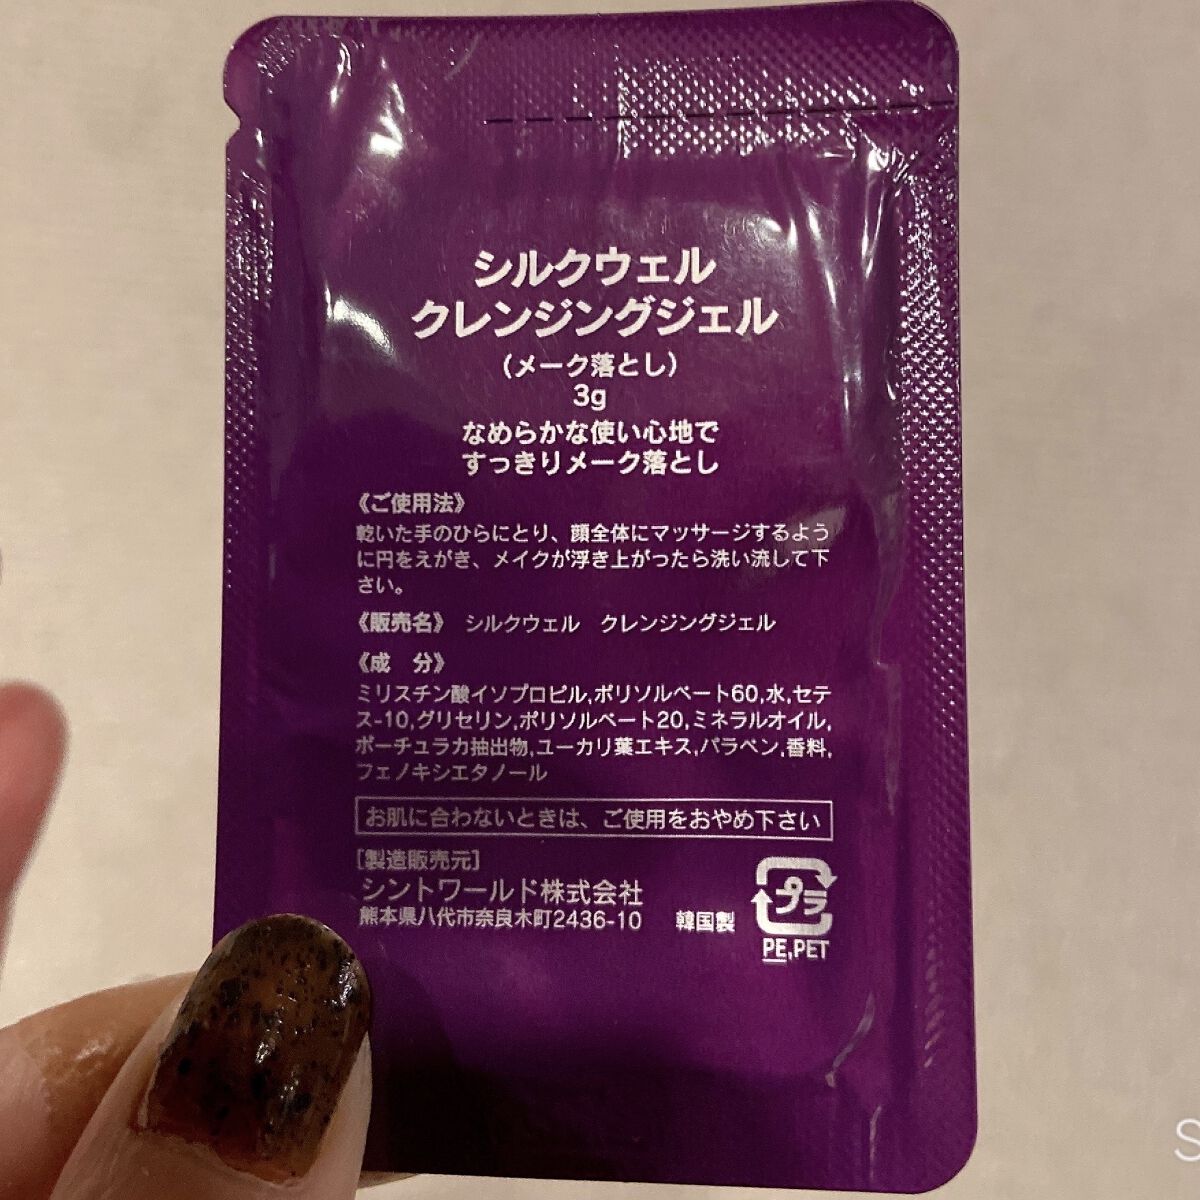 シルクウェル
クレンジングジェル
（メーク落とし）
3g
なめらかな使い心地で
すっきりメーク落とし
《ご使用法》
乾いた手のひらにとり、顔全体にマッサージするよう
に円をえがき、メイクが浮き上がったら洗い流して下
さい。
《販売名》 シルクウェル クレンジングジェル
《成 分》
ミリスチン酸イソプロピル,ポリソルベート60,水,セテ
ス-10,グリセリン,ポリソルベート20,ミネラルオイル,
ポーチュラカ抽出物,ユーカリ葉エキス,パラベン,香料,
フェノキシエタノール
お肌に合わないときは、ご使用をおやめ下さい
［製造販売元］
シントワールド株式会社
熊本県八代市奈良木町2436-10 韓国製
プラ
PE,PET